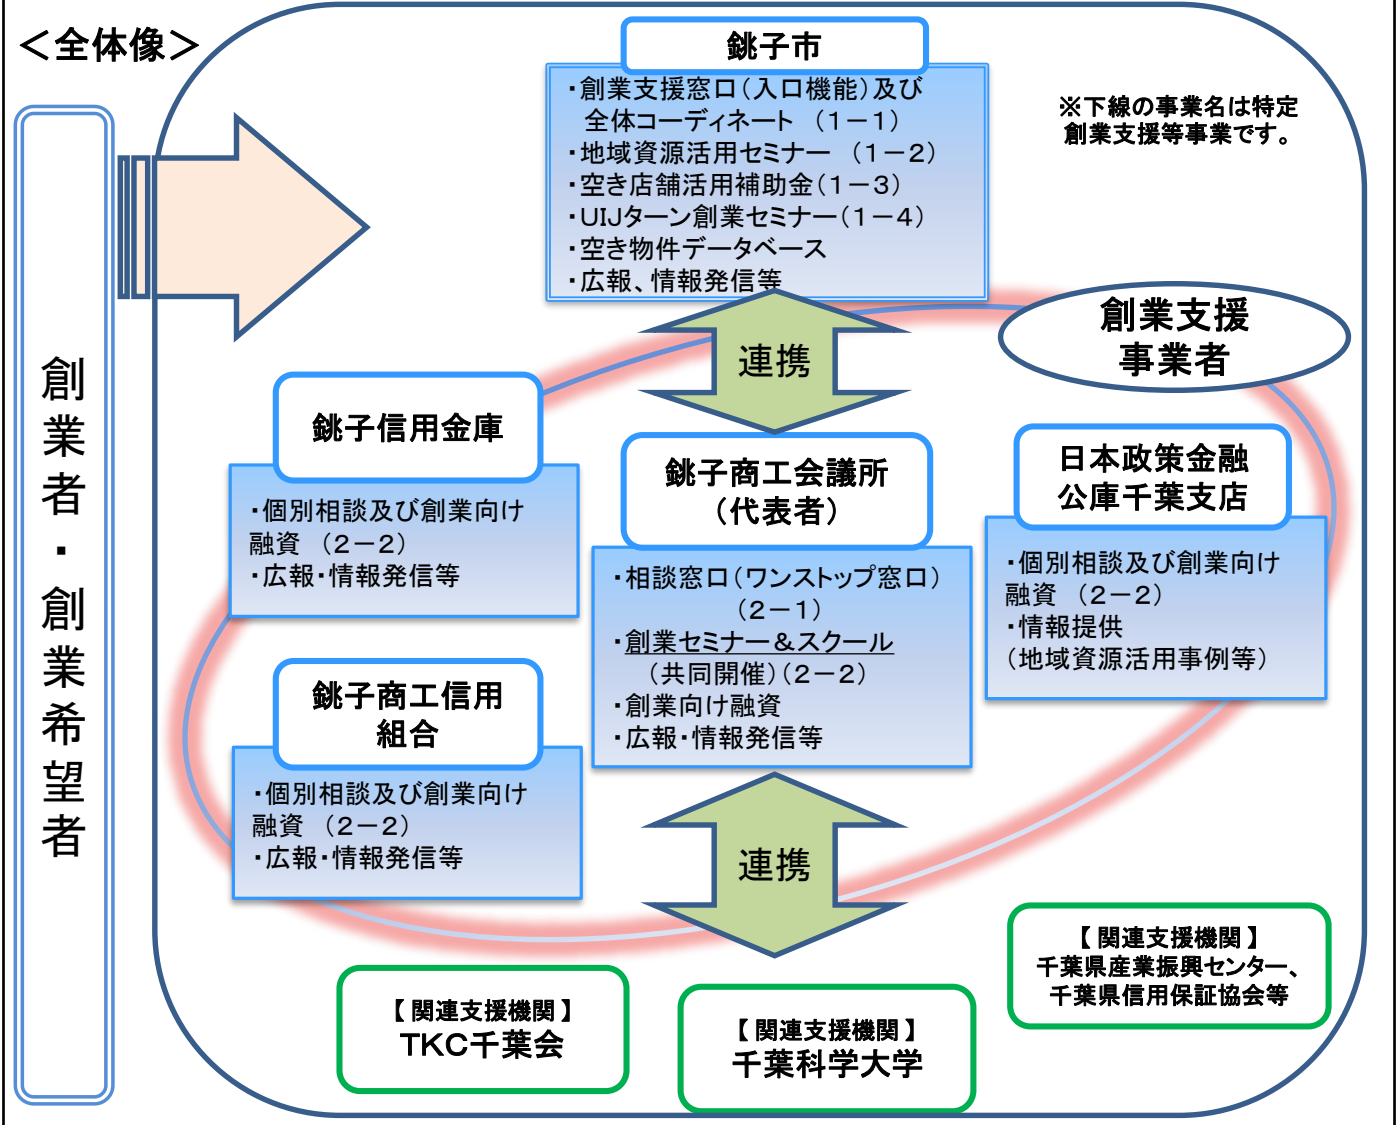 ＜全体像＞
創業者・創業希望者
銚子市
・創業支援窓口（入口機能）及び
全体コーディネート （１－１）
・地域資源活用セミナー （１－２）
・空き店舗活用補助金（１－３）
・UIJターン創業セミナー（１－４）
・空き物件データベース
・広報、情報発信等
※下線の事業名は特定
創業支援等事業です。
創業支援
事業者
連携
銚子信用金庫
・個別相談及び創業向け
融資 （２－２）
・広報・情報発信等
銚子商工会議所
（代表者）
・相談窓口（ワンストップ窓口）
（２－１）
・創業セミナー＆スクール
（共同開催）（２－２）
・創業向け融資
・広報・情報発信等
日本政策金融
公庫千葉支店
・個別相談及び創業向け
融資 （２－２）
・情報提供
（地域資源活用事例等）
銚子商工信用
組合
・個別相談及び創業向け
融資 （２－２）
・広報・情報発信等
連携
【関連支援機関】
TKC千葉会
【関連支援機関】
千葉科学大学
【関連支援機関】
千葉県産業振興センター、
千葉県信用保証協会等